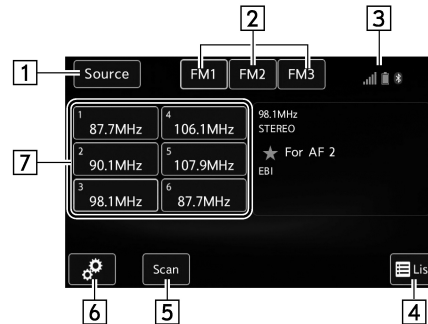 2 3
1 Source FM1 FM2 FM3
7
1 87.7MHz 4 106.1MHz
2 90.1MHz 5 107.9MHz
3 98.1MHz 6 87.7MHz
98.1MHz
STEREO
★ For AF 2
EBI
Scan Lis
6 5 4